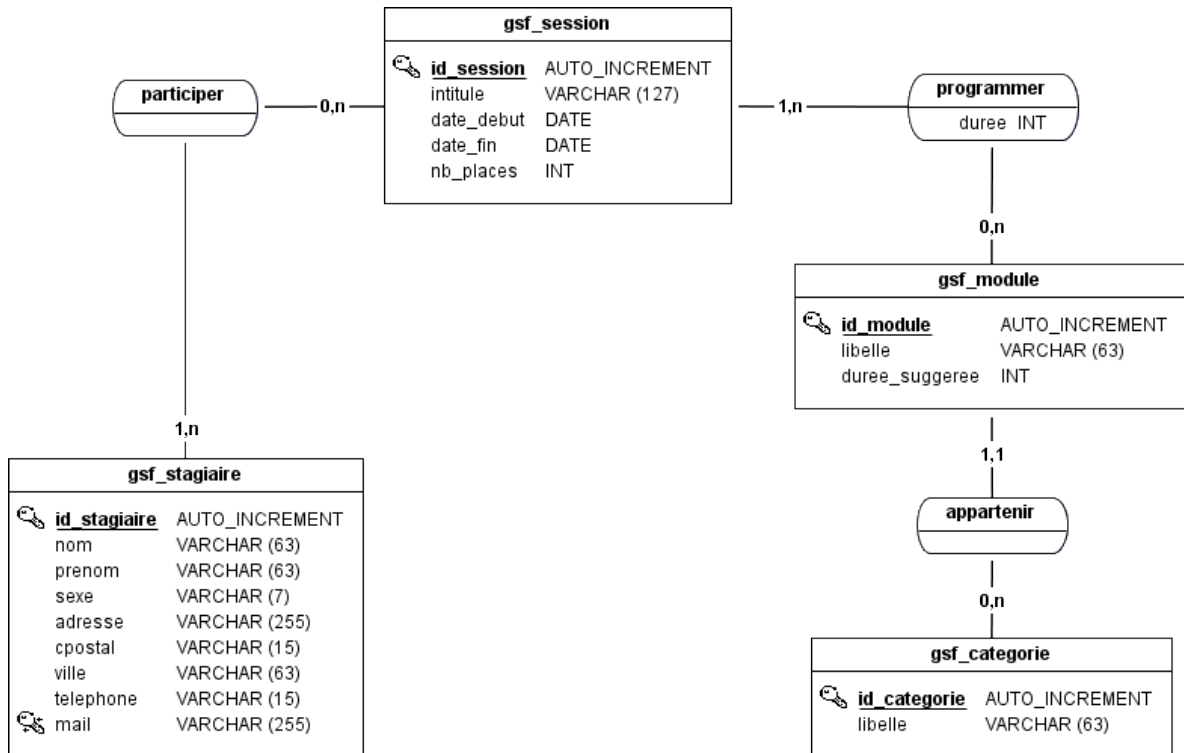 gsf_session
id_session AUTO_INCREMENT
intitule VARCHAR (127)
date_debut DATE
date_fin DATE
nb_places INT
participer
0,n
1,n
programmer
duree INT
0,n
gsf_module
id_module AUTO_INCREMENT
libelle VARCHAR (63)
duree_suggeree INT
1,n
1,1
gsf_stagiaire
id_stagiaire AUTO_INCREMENT
nom VARCHAR (63)
prenom VARCHAR (63)
sexe VARCHAR (7)
adresse VARCHAR (255)
cpostal VARCHAR (15)
ville VARCHAR (63)
telephone VARCHAR (15)
mail VARCHAR (255)
appartenir
0,n
gsf_categorie
id_categorie AUTO_INCREMENT
libelle VARCHAR (63)